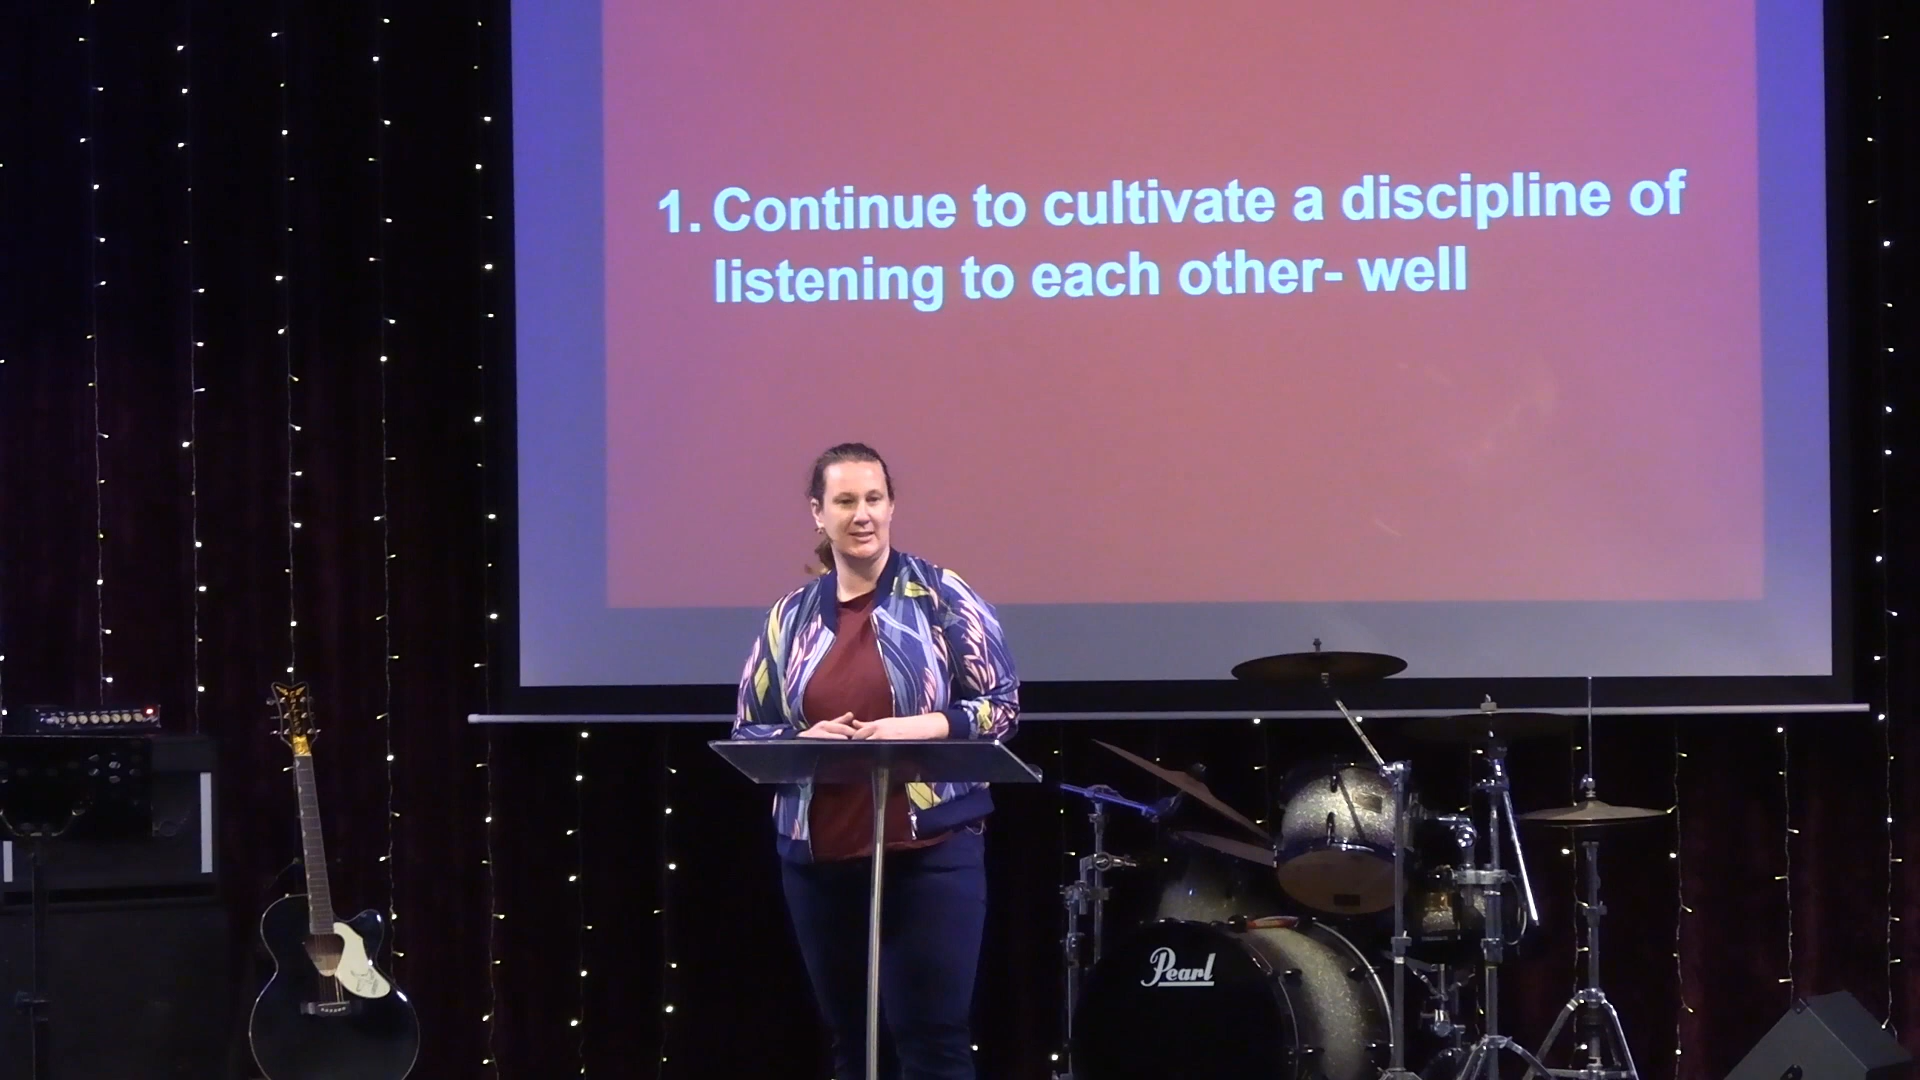 1. Continue to cultivate a discipline of
listening to each other- well
Pearl